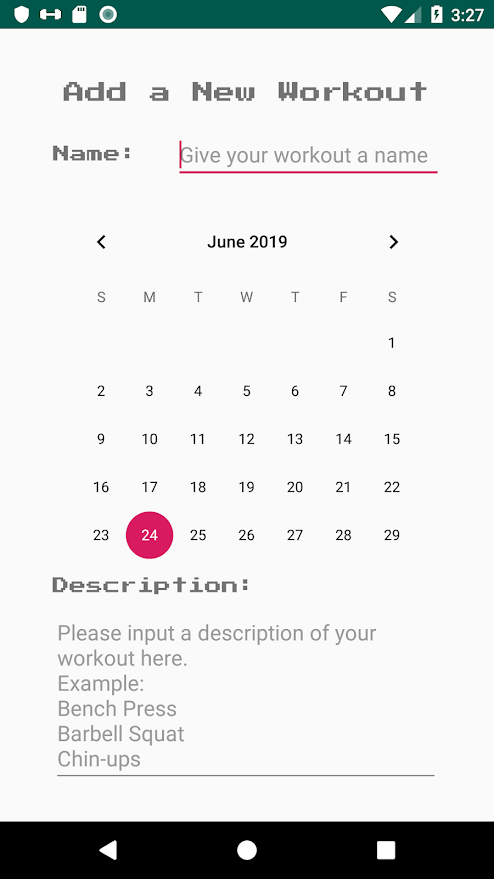 3:27
Add a New Workout
Name: Give your workout a name
June 2019
S M T W T F S
1
2 3 4 5 6 7 8
9 10 11 12 13 14 15
16 17 18 19 20 21 22
23 24 25 26 27 28 29
Description:
Please input a description of your
workout here.
Example:
Bench Press
Barbell Squat
Chin-ups